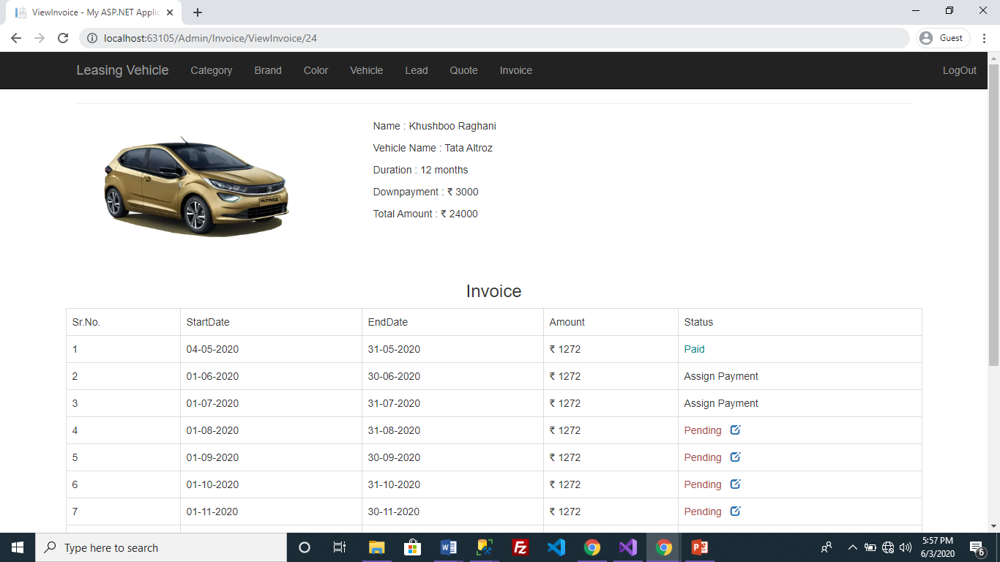 ViewInvoice - My ASP.NET Applic
localhost:63105/Admin/Invoice/ViewInvoice/24
Guest
Leasing Vehicle Category Brand Color Vehicle Lead Quote Invoice LogOut
Name : Khushboo Raghani
Vehicle Name : Tata Altroz
Duration : 12 months
Downpayment : ₹ 3000
Total Amount : ₹ 24000
ALTROZ
Invoice
Sr.No. StartDate EndDate Amount Status
1 04-05-2020 31-05-2020 ₹ 1272 Paid
2 01-06-2020 30-06-2020 ₹ 1272 Assign Payment
3 01-07-2020 31-07-2020 ₹ 1272 Assign Payment
4 01-08-2020 31-08-2020 ₹ 1272 Pending
5 01-09-2020 30-09-2020 ₹ 1272 Pending
6 01-10-2020 31-10-2020 ₹ 1272 Pending
7 01-11-2020 30-11-2020 ₹ 1272 Pending
Type here to search
5:57 PM
6/3/2020
6